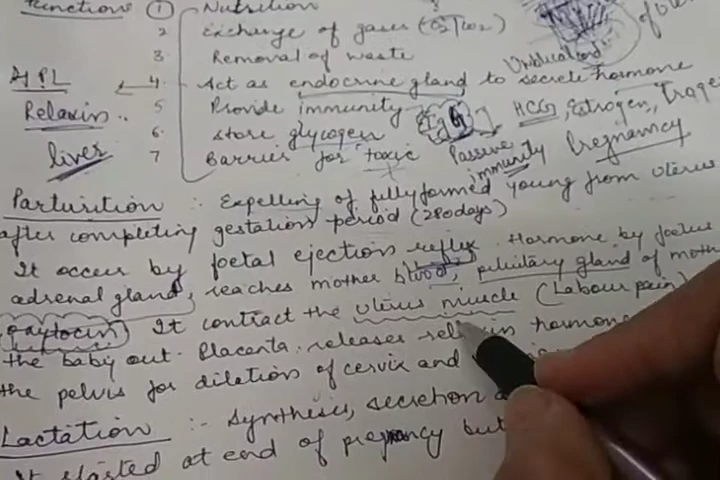 Functions ① Nutrition
2 Exchange of gases (O2/CO2)
3 Removal of waste Umbilical cord
HPL 4. Act as endocrine gland to secrete hormone
Relaxin.. 5 Provide immunity [IgG] HCG, Estrogen,
liver 6. store glycogen Passive immunity Pregnancy
7 Barrier for toxic
Parturition :- Expelling of fully formed young from uterus
after completing gestation period (280 days)
It occur by foetal ejection reflex. Hormone by foetus
adrenal gland, reaches mother blood, pituitary gland of moth
(oxytocin) It contract the uterus muscle (Labour pain)
the baby out. Placenta releases relaxin hormone
the pelvis for dilation of cervix and
Lactation :- Synthesis, secretion
It started at end of pregnancy but